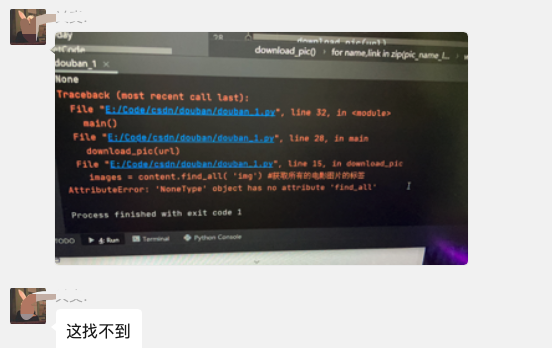 douban_1 ×
download_pic(url)
download_pic() › for name,link in zip(pic_name_l...
None
Traceback (most recent call last):
File "E:/Code/csdn/douban/douban_1.py", line 32, in <module>
main()
File "E:/Code/csdn/douban/douban_1.py", line 28, in main
download_pic(url)
File "E:/Code/csdn/douban/douban_1.py", line 15, in download_pic
images = content.find_all( 'img') #获取所有的电影图片的标签
AttributeError: 'NoneType' object has no attribute 'find_all'
Process finished with exit code 1
TODO Run Terminal Python Console
这找不到